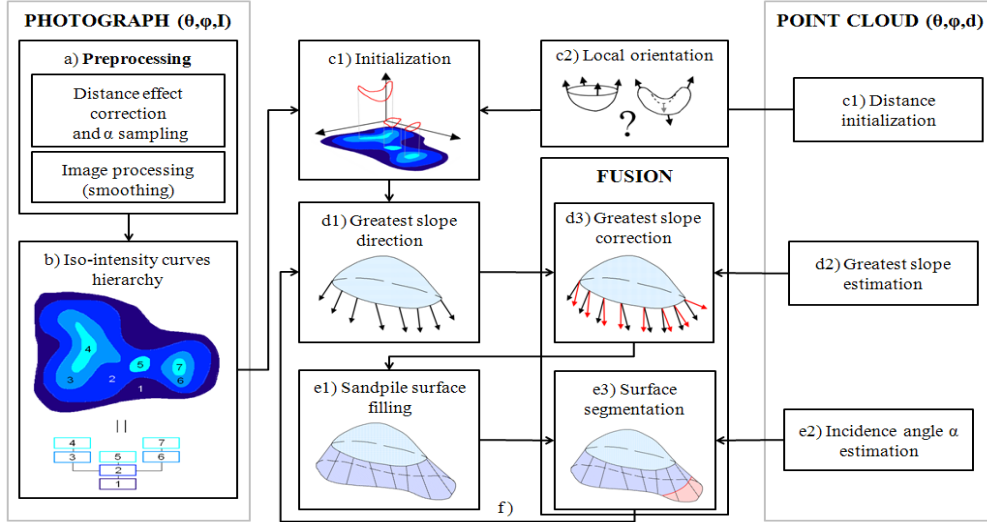 PHOTOGRAPH (θ,φ,I)
a) Preprocessing
Distance effect
correction
and α sampling
Image processing
(smoothing)
b) Iso-intensity curves
hierarchy
4
5
7
3
2
6
1
4
7
3
5
6
2
1
c1) Initialization
c2) Local orientation
?
FUSION
d1) Greatest slope
direction
d3) Greatest slope
correction
e1) Sandpile surface
filling
e3) Surface
segmentation
f)
POINT CLOUD (θ,φ,d)
c1) Distance
initialization
d2) Greatest slope
estimation
e2) Incidence angle α
estimation